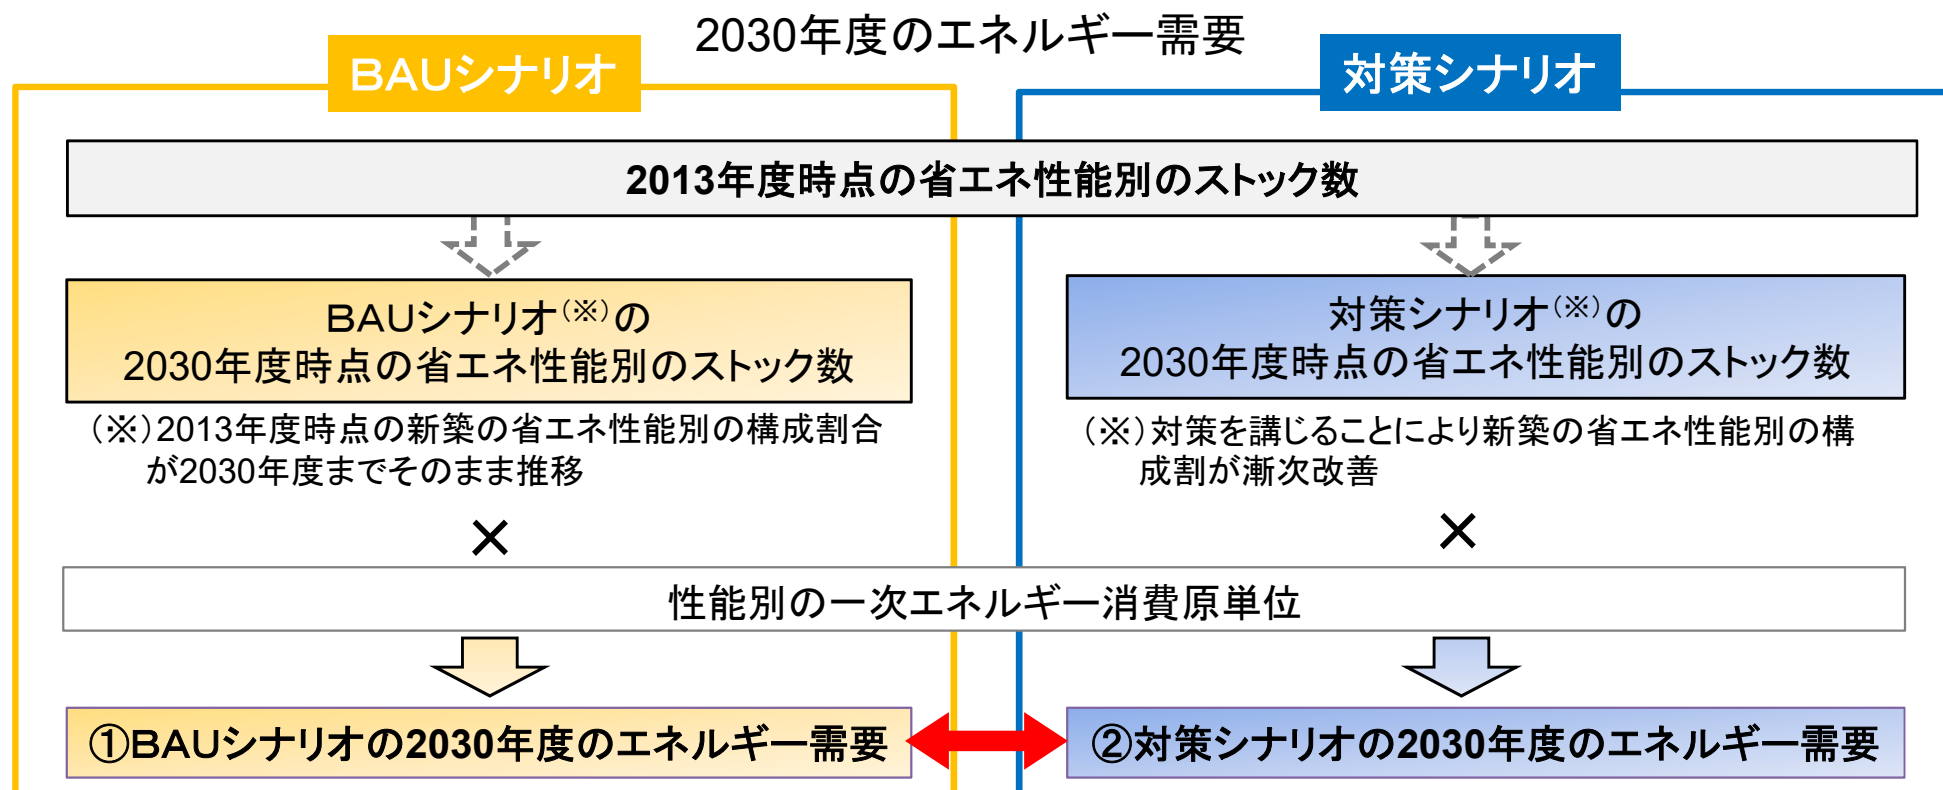 2030年度のエネルギー需要
BAUシナリオ
対策シナリオ
2013年度時点の省エネ性能別のストック数
BAUシナリオ(※)の
2030年度時点の省エネ性能別のストック数
(※)2013年度時点の新築の省エネ性能別の構成割合
が2030年度までそのまま推移
対策シナリオ(※)の
2030年度時点の省エネ性能別のストック数
(※)対策を講じることにより新築の省エネ性能別の構
成割が漸次改善
×
×
性能別の一次エネルギー消費原単位
①BAUシナリオの2030年度のエネルギー需要
②対策シナリオの2030年度のエネルギー需要